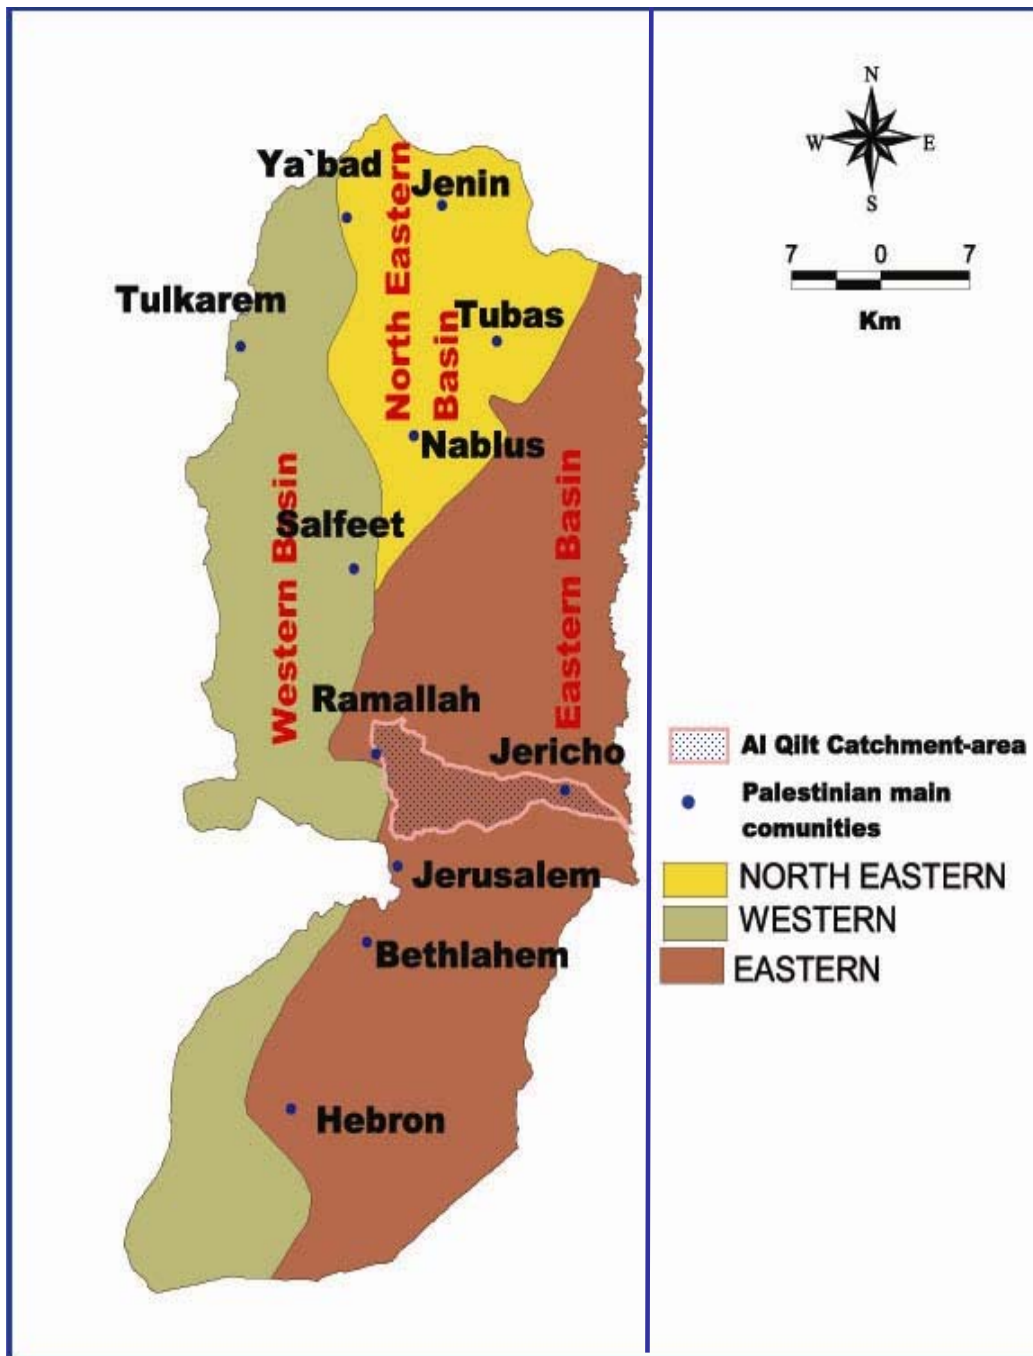 N
W
E
S
7 0 7
Km
Ya`bad
Jenin
Tulkarem
Tubas
North Eastern
Basin
Nablus
Salfeet
Western Basin
Eastern Basin
Ramallah
Jericho
Jerusalem
Bethlahem
Hebron
Al Qilt Catchment-area
Palestinian main
comunities
NORTH EASTERN
WESTERN
EASTERN